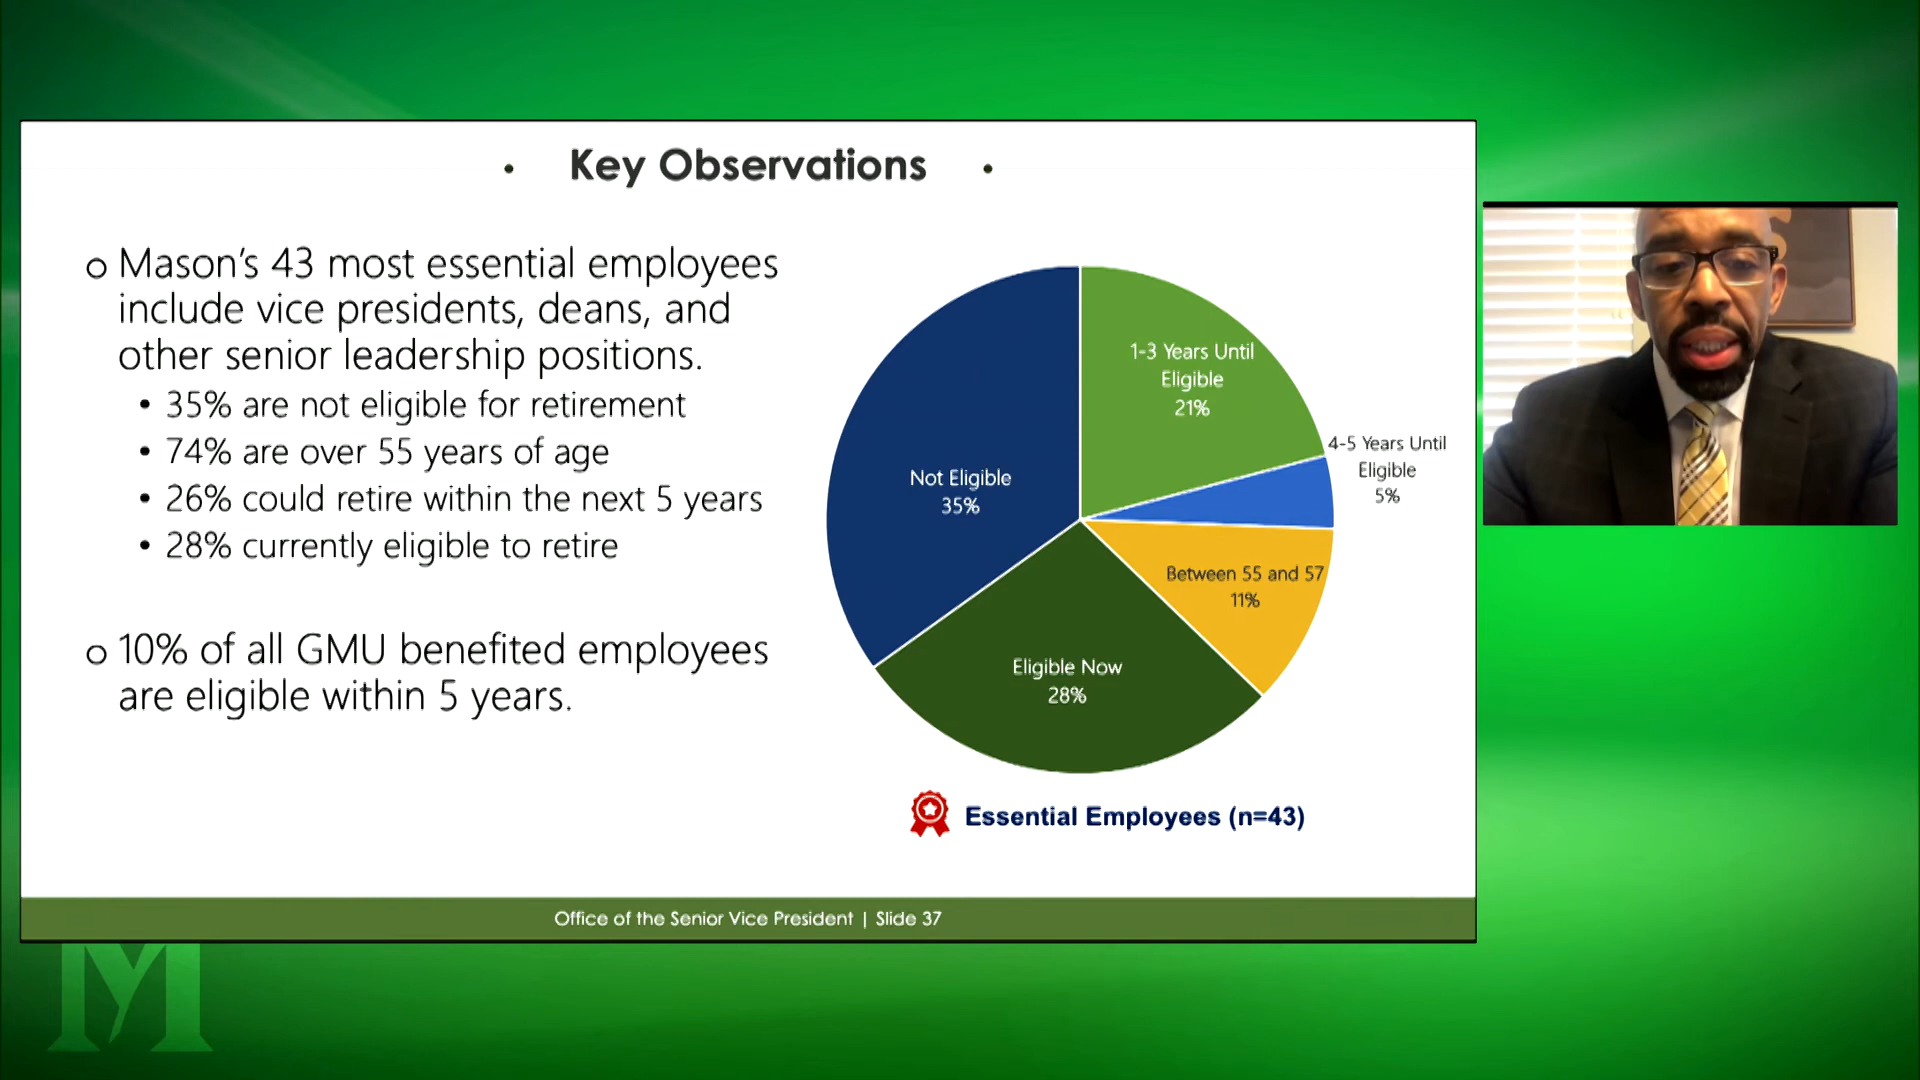 Key Observations
o Mason's 43 most essential employees
include vice presidents, deans, and
other senior leadership positions.
• 35% are not eligible for retirement
• 74% are over 55 years of age
• 26% could retire within the next 5 years
• 28% currently eligible to retire
o 10% of all GMU benefited employees
are eligible within 5 years.
1-3 Years Until
Eligible
21%
4-5 Years Until
Eligible
5%
Not Eligible
35%
Between 55 and 57
11%
Eligible Now
28%
Essential Employees (n=43)
Office of the Senior Vice President | Slide 37
M